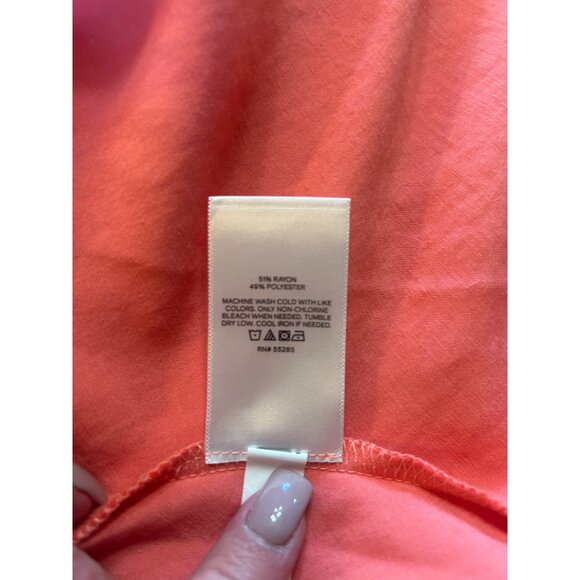 51% RAYON
49% POLYESTER
MACHINE WASH COLD WITH LIKE
COLORS. ONLY NON-CHLORINE
BLEACH WHEN NEEDED. TUMBLE
DRY LOW. COOL IRON IF NEEDED.
RN# 55285